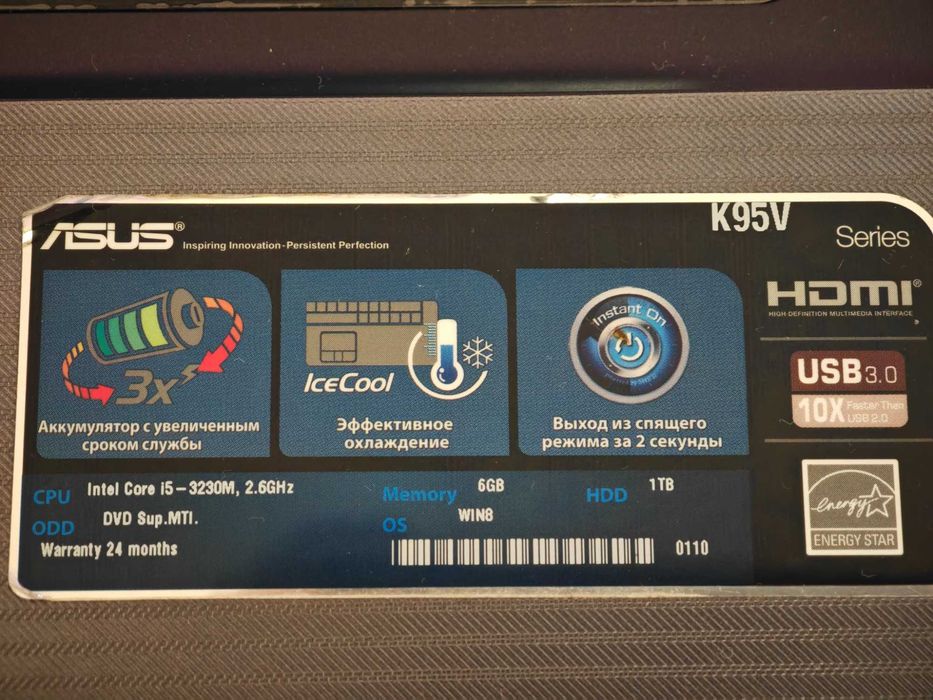 ASUS® Inspiring Innovation - Persistent Perfection
K95V
Series
3x
Аккумулятор с увеличенным
сроком службы
IceCool
Эффективное
охлаждение
Instant On
Выход из спящего
режима за 2 секунды
HDMI®
HIGH-DEFINITION MULTIMEDIA INTERFACE
USB 3.0
10X Faster Than
USB 2.0
energy
ENERGY STAR
CPU Intel Core i5-3230M, 2.6GHz
Memory 6GB
HDD 1TB
ODD DVD Sup.MTI.
OS WIN8
Warranty 24 months
0110